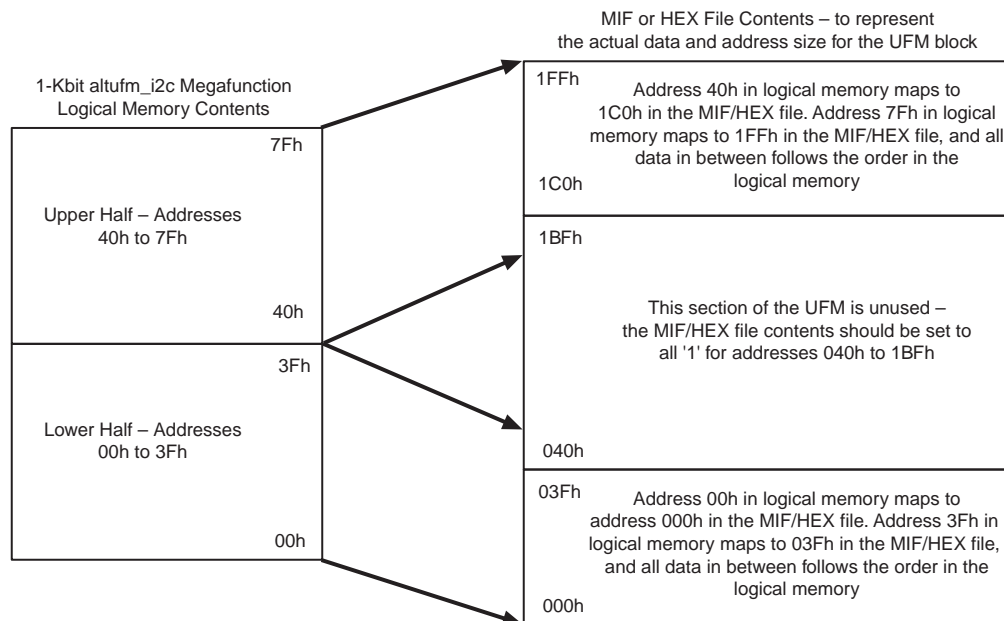 MIF or HEX File Contents – to represent
the actual data and address size for the UFM block
1-Kbit altufm_i2c Megafunction
Logical Memory Contents
7Fh
Upper Half – Addresses
40h to 7Fh
40h
3Fh
Lower Half – Addresses
00h to 3Fh
00h
1FFh
Address 40h in logical memory maps to
1C0h in the MIF/HEX file. Address 7Fh in logical
memory maps to 1FFh in the MIF/HEX file, and all
data in between follows the order in the
logical memory
1C0h
1BFh
This section of the UFM is unused –
the MIF/HEX file contents should be set to
all '1' for addresses 040h to 1BFh
040h
03Fh
Address 00h in logical memory maps to
address 000h in the MIF/HEX file. Address 3Fh in
logical memory maps to 03Fh in the MIF/HEX file,
and all data in between follows the order in the
logical memory
000h